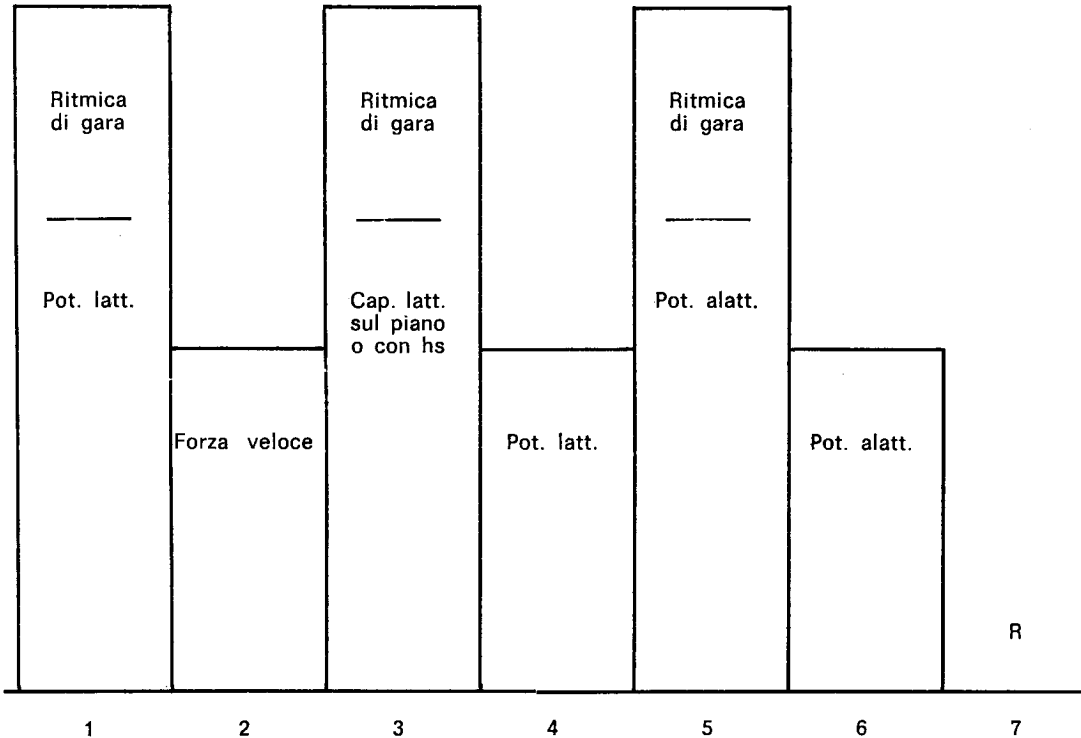 Ritmica
di gara
Pot. latt.
Forza veloce
Ritmica
di gara
Cap. latt.
sul piano
o con hs
Pot. latt.
Ritmica
di gara
Pot. alatt.
Pot. alatt.
R
1 2 3 4 5 6 7